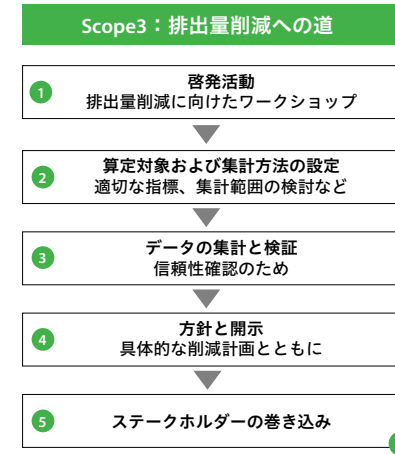 Scope3：排出量削減への道
1
啓発活動
排出量削減に向けたワークショップ
2
算定対象および集計方法の設定
適切な指標、集計範囲の検討など
3
データの集計と検証
信頼性確認のため
4
方針と開示
具体的な削減計画とともに
5
ステークホルダーの巻き込み